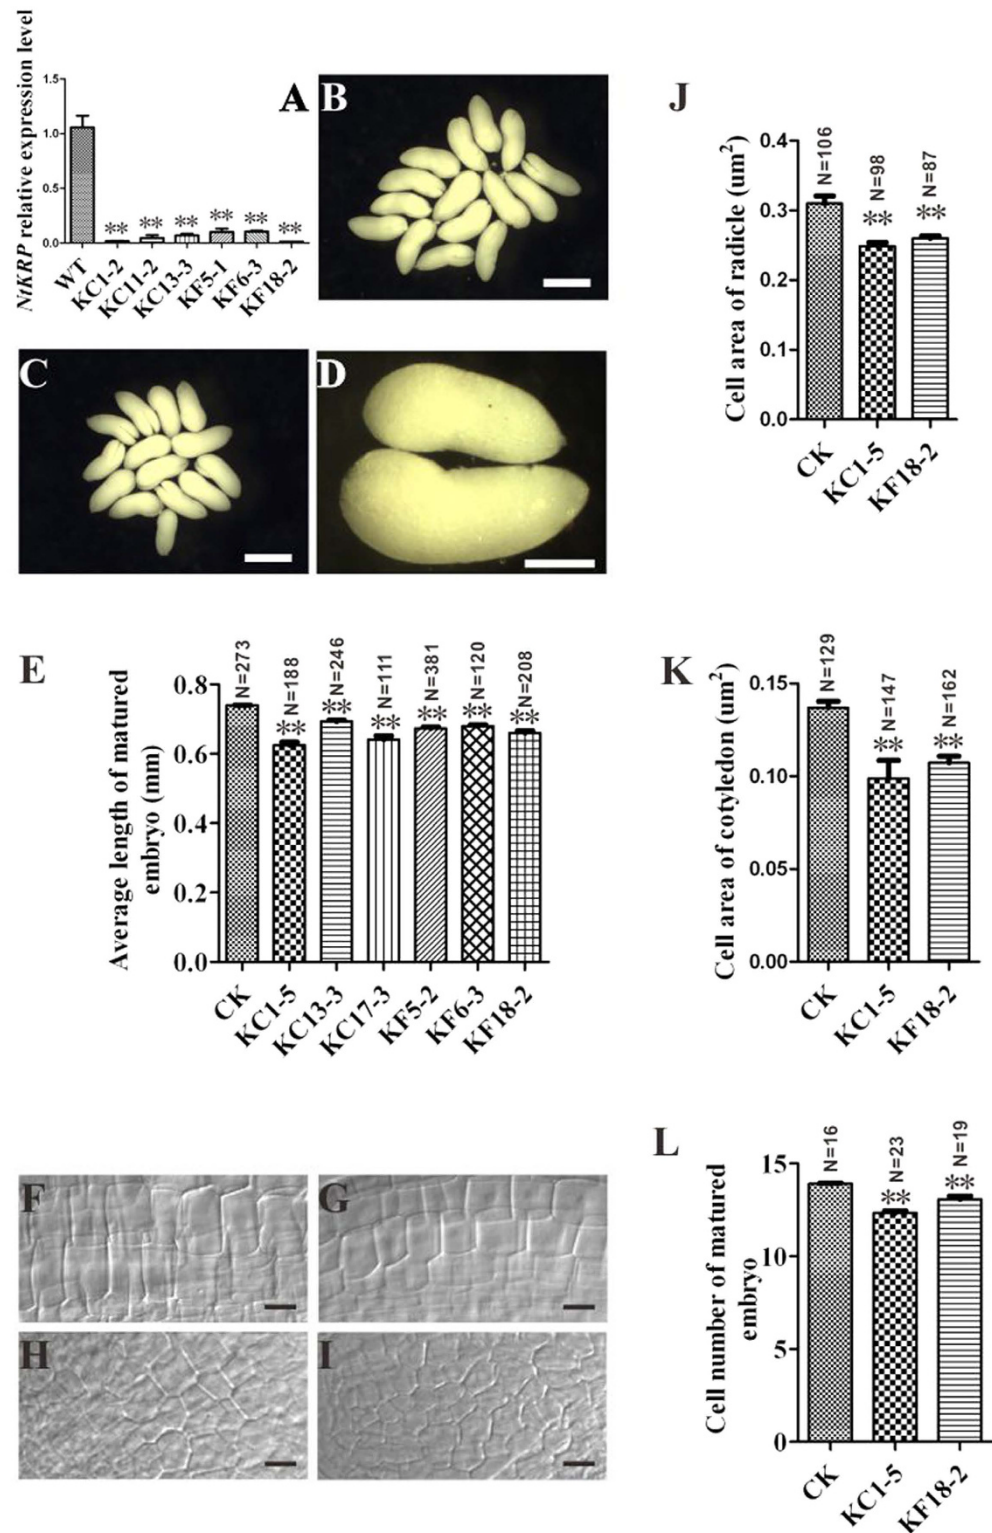 A
NtKRP relative expression level
1.5
1.0
0.5
0.0
**
**
**
**
**
**
WT
KC1-2
KC11-2
KC13-3
KF5-1
KF6-3
KF18-2
B
C
D
E
Average length of matured
embryo (mm)
0.8
0.6
0.4
0.2
0.0
N=273
N=188
N=246
N=111
N=381
N=120
N=208
**
**
**
**
**
**
CK
KC1-5
KC13-3
KC17-3
KF5-2
KF6-3
KF18-2
F
G
H
I
J
Cell area of radicle (um²)
0.4
0.3
0.2
0.1
0.0
N=106
N=98
N=87
**
**
CK
KC1-5
KF18-2
K
Cell area of cotyledon (um²)
0.15
0.10
0.05
0.00
N=129
N=147
N=162
**
**
CK
KC1-5
KF18-2
L
Cell number of matured
embryo
15
10
5
0
N=16
N=23
N=19
**
**
CK
KC1-5
KF18-2